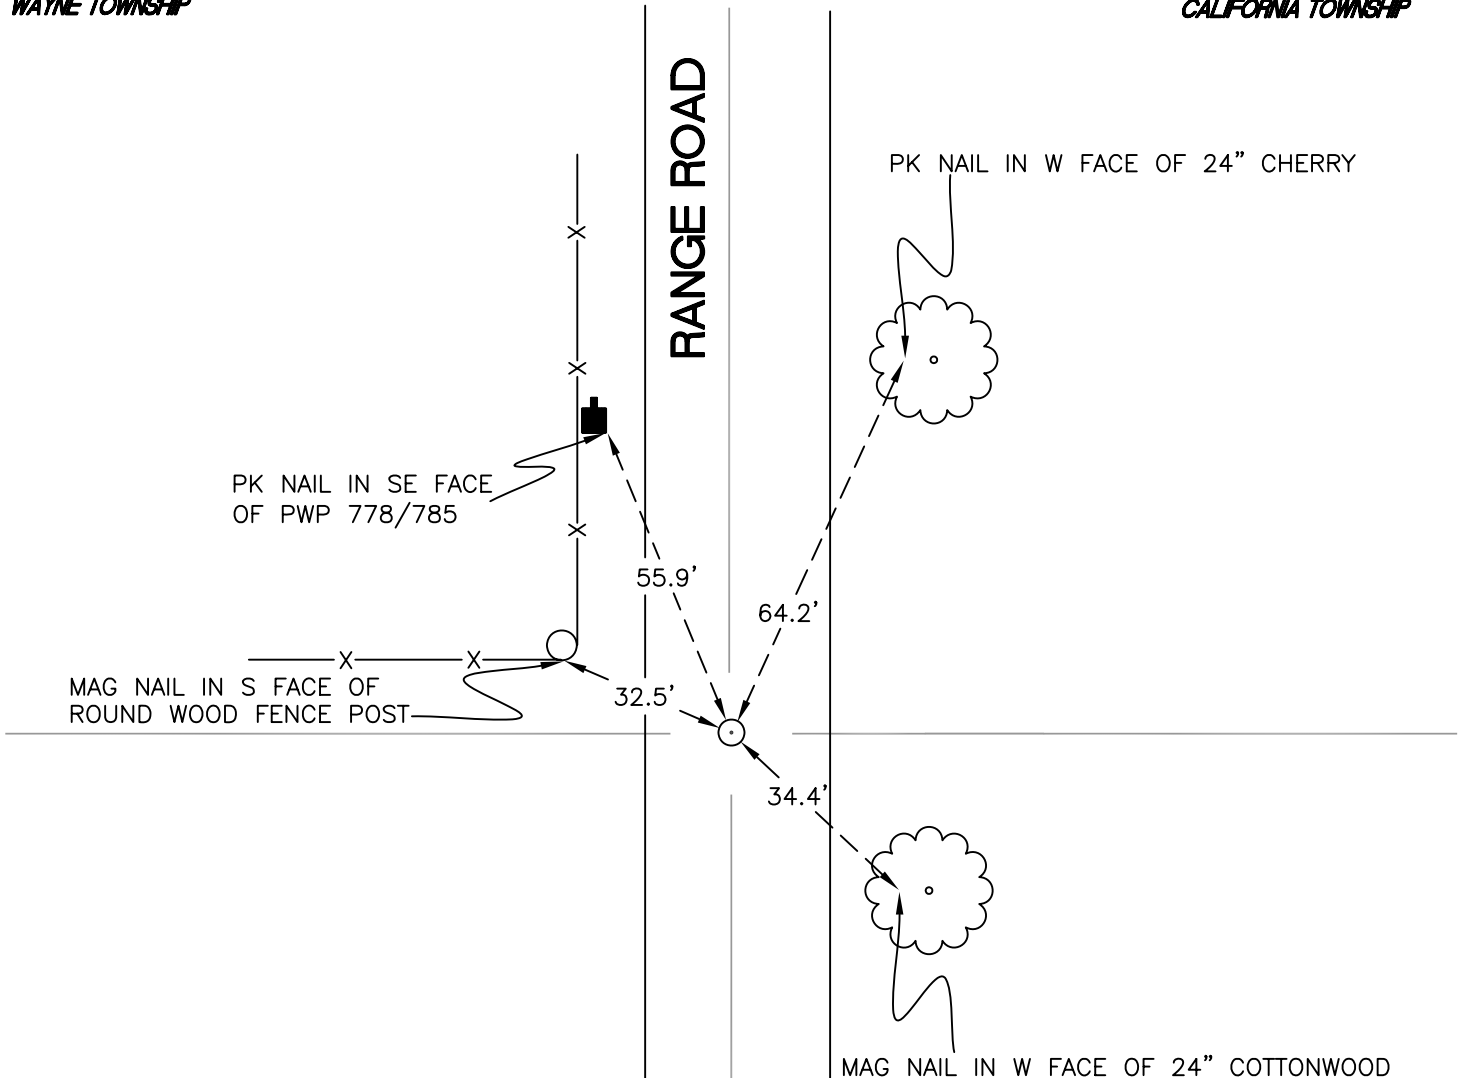 WAYNE TOWNSHIP
CALIFORNIA TOWNSHIP
RANGE ROAD
PK NAIL IN W FACE OF 24" CHERRY
PK NAIL IN SE FACE
OF PWP 778/785
55.9'
64.2'
MAG NAIL IN S FACE OF
ROUND WOOD FENCE POST
32.5'
34.4'
MAG NAIL IN W FACE OF 24" COTTONWOOD